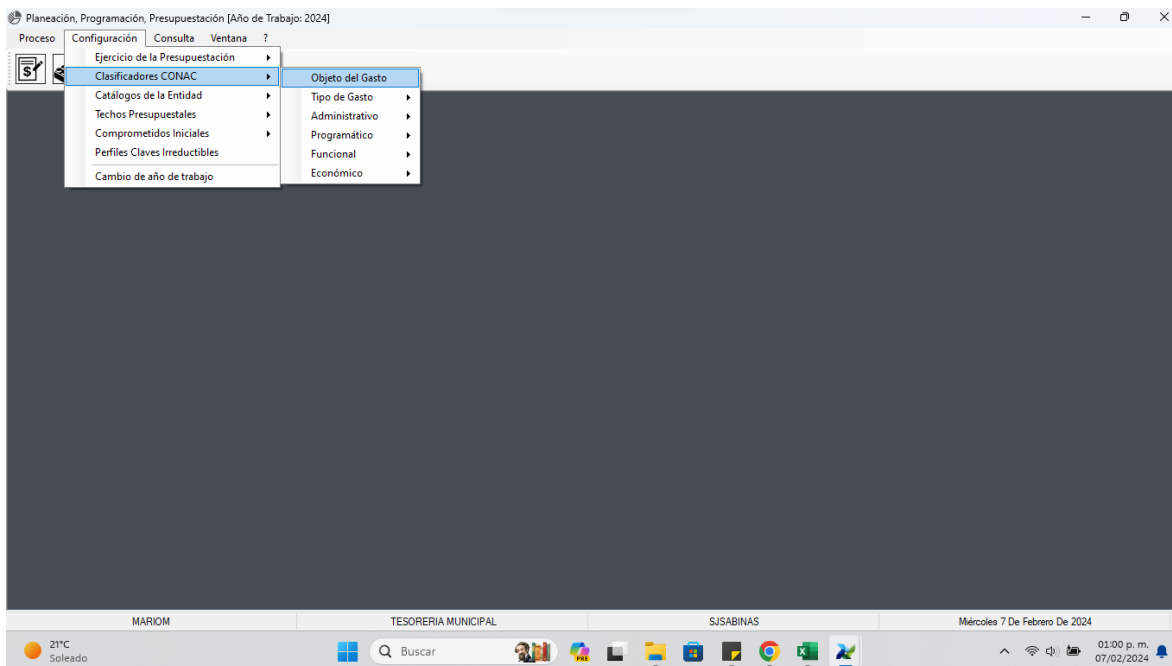 Planeación, Programación, Presupuestación [Año de Trabajo: 2024]
Proceso Configuración Consulta Ventana ?
Ejercicio de la Presupuestación
Clasificadores CONAC
Catálogos de la Entidad
Techos Presupuestales
Comprometidos Iniciales
Perfiles Claves Irreductibles
Cambio de año de trabajo
Objeto del Gasto
Tipo de Gasto
Administrativo
Programático
Funcional
Económico
MARIOM TESORERIA MUNICIPAL SJSABINAS Miércoles 7 De Febrero De 2024
21°C
Soleado
Buscar
PRE
01:00 p. m.
07/02/2024